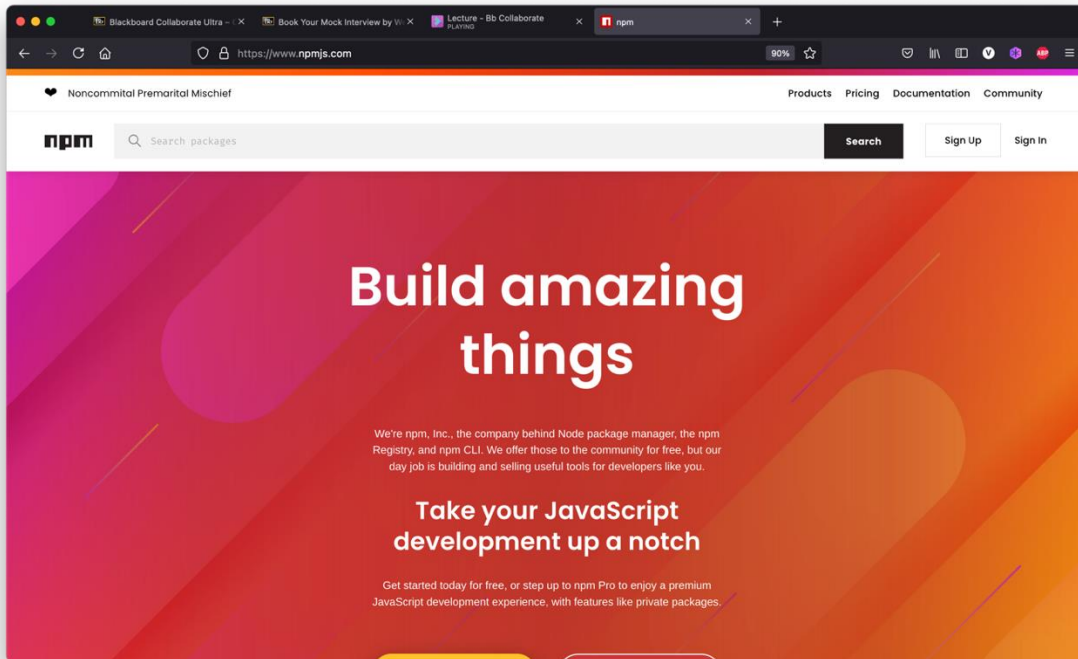 Blackboard Collaborate Ultra –
Book Your Mock Interview by W
Lecture - Bb Collaborate
PLAYING
npm
https://www.npmjs.com
90%
ABP
Noncommital Premarital Mischief
Products Pricing Documentation Community
npm
Search packages
Search
Sign Up
Sign In
Build amazing
things
We're npm, Inc., the company behind Node package manager, the npm
Registry, and npm CLI. We offer those to the community for free, but our
day job is building and selling useful tools for developers like you.
Take your JavaScript
development up a notch
Get started today for free, or step up to npm Pro to enjoy a premium
JavaScript development experience, with features like private packages.